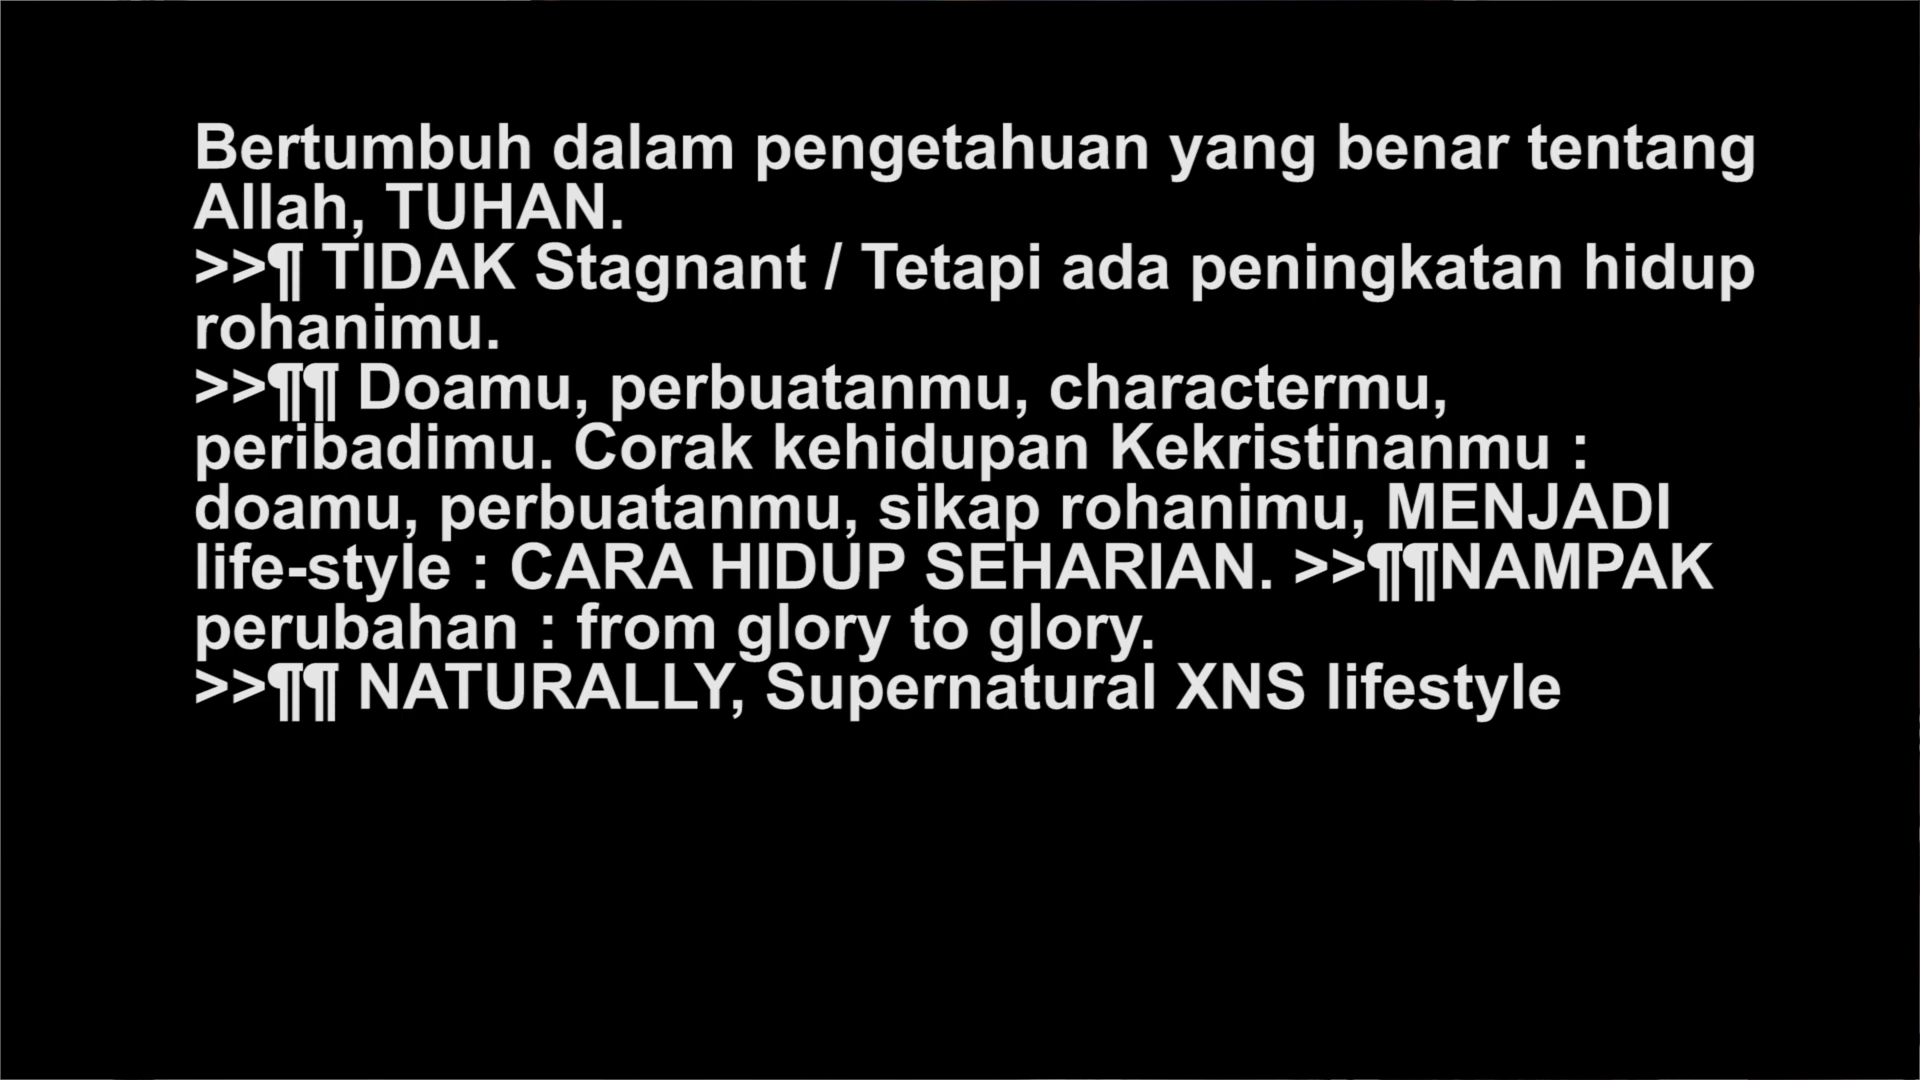 Bertumbuh dalam pengetahuan yang benar tentang
Allah, TUHAN.
>>¶ TIDAK Stagnant / Tetapi ada peningkatan hidup
rohanimu.
>>¶¶ Doamu, perbuatanmu, charactermu,
peribadimu. Corak kehidupan Kekristinanmu :
doamu, perbuatanmu, sikap rohanimu, MENJADI
life-style : CARA HIDUP SEHARIAN. >>¶¶NAMPAK
perubahan : from glory to glory.
>>¶¶ NATURALLY, Supernatural XNS lifestyle